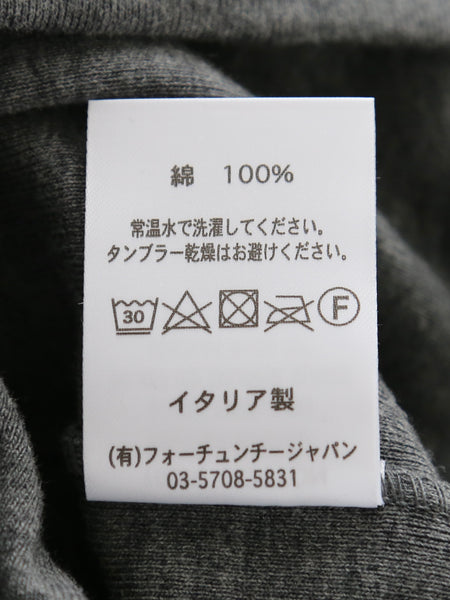 綿 100%
常温水で洗濯してください。
タンブラー乾燥はお避けください。
30 F
イタリア製
(有)フォーチュンチージャパン
03-5708-5831